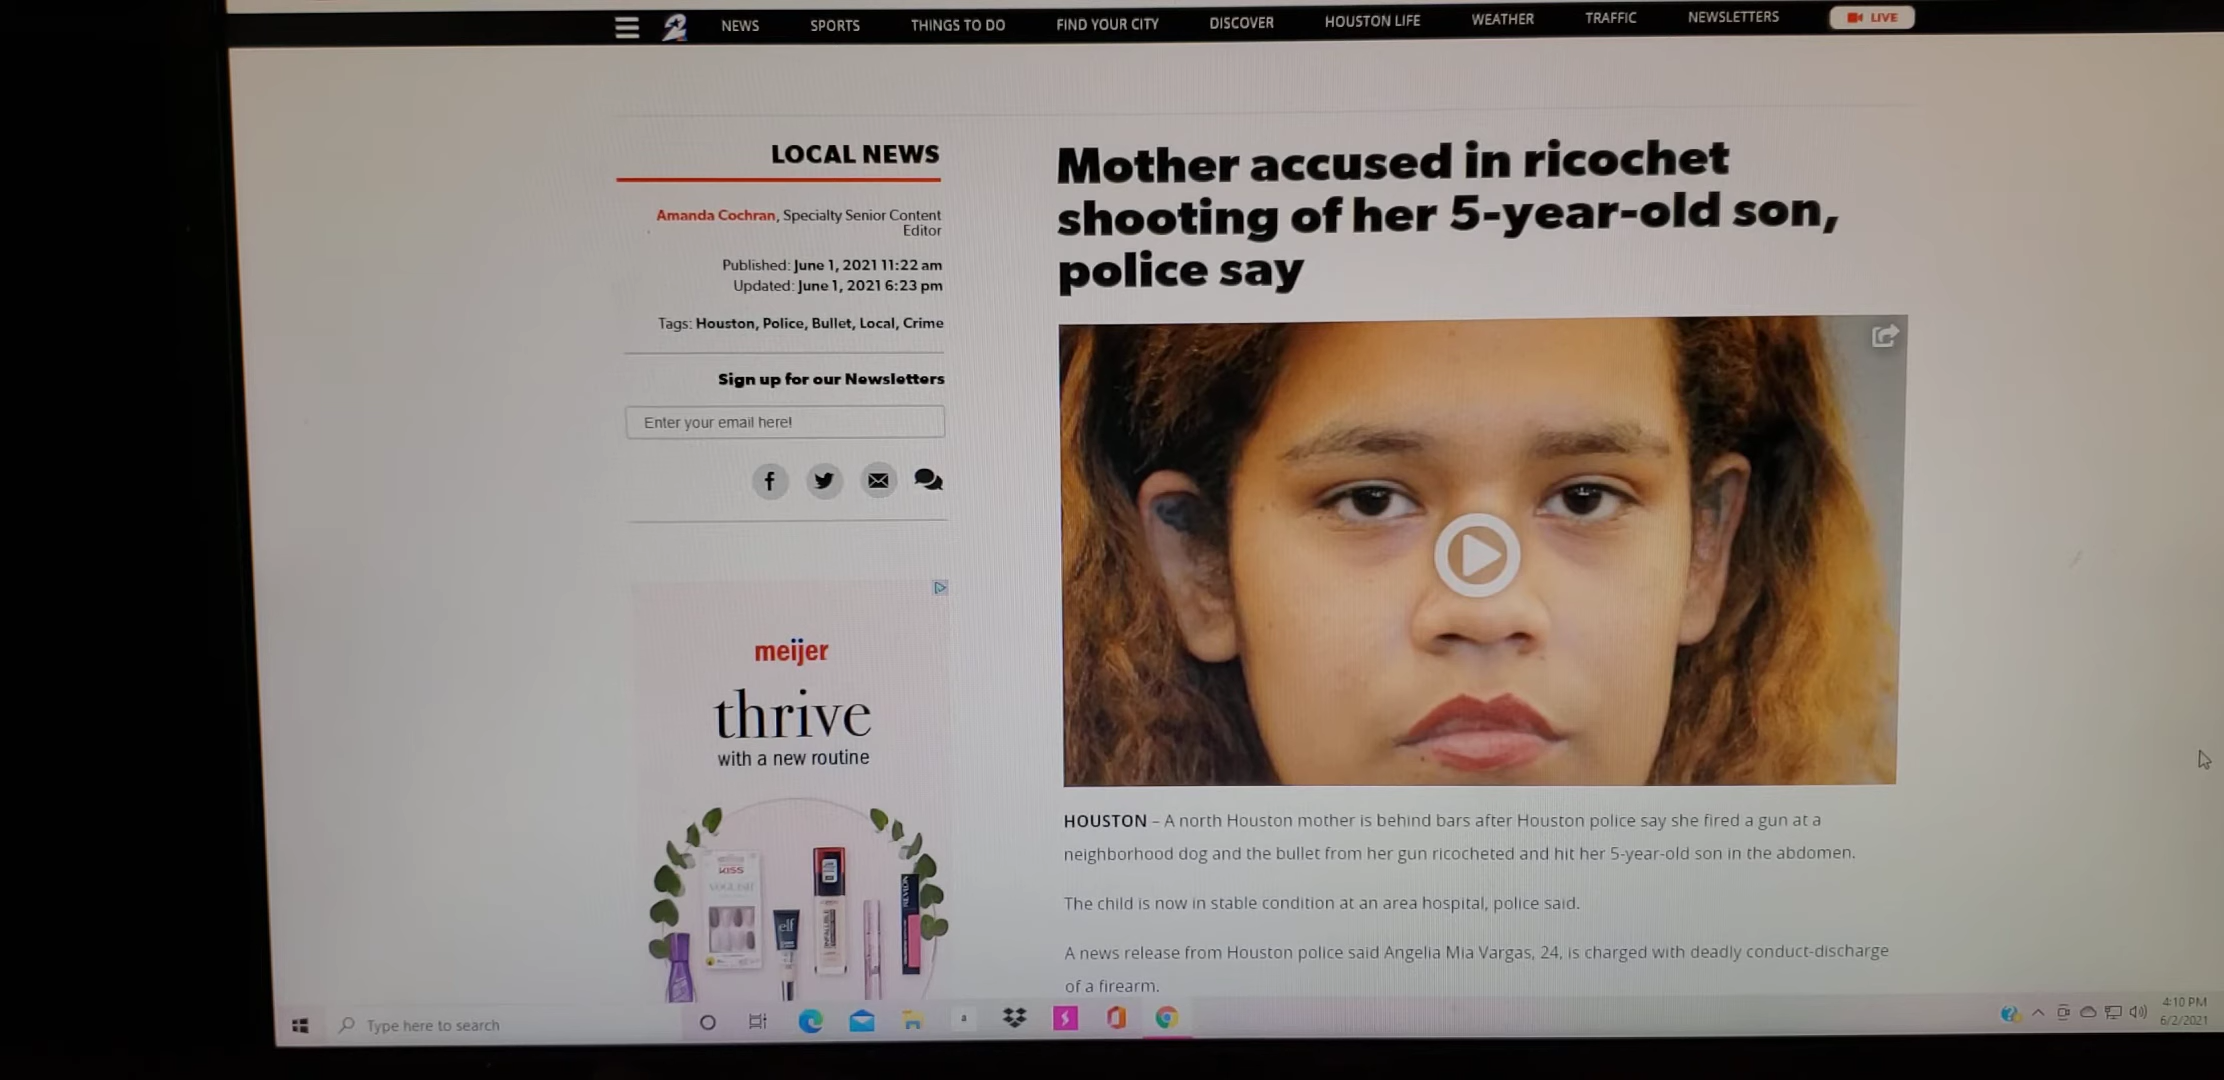 NEWS SPORTS THINGS TO DO FIND YOUR CITY DISCOVER HOUSTON LIFE WEATHER TRAFFIC NEWSLETTERS LIVE
LOCAL NEWS
Amanda Cochran, Specialty Senior Content
Editor
Published: June 1, 2021 11:22 am
Updated: June 1, 2021 6:23 pm
Tags: Houston, Police, Bullet, Local, Crime
Sign up for our Newsletters
Enter your email here!
meijer
thrive
with a new routine
KISS
elf
REVLON
Mother accused in ricochet
shooting of her 5-year-old son,
police say
HOUSTON – A north Houston mother is behind bars after Houston police say she fired a gun at a
neighborhood dog and the bullet from her gun ricocheted and hit her 5-year-old son in the abdomen.
The child is now in stable condition at an area hospital, police said.
A news release from Houston police said Angelia Mia Vargas, 24, is charged with deadly conduct-discharge
of a firearm.
Type here to search
4:10 PM
6/2/2021